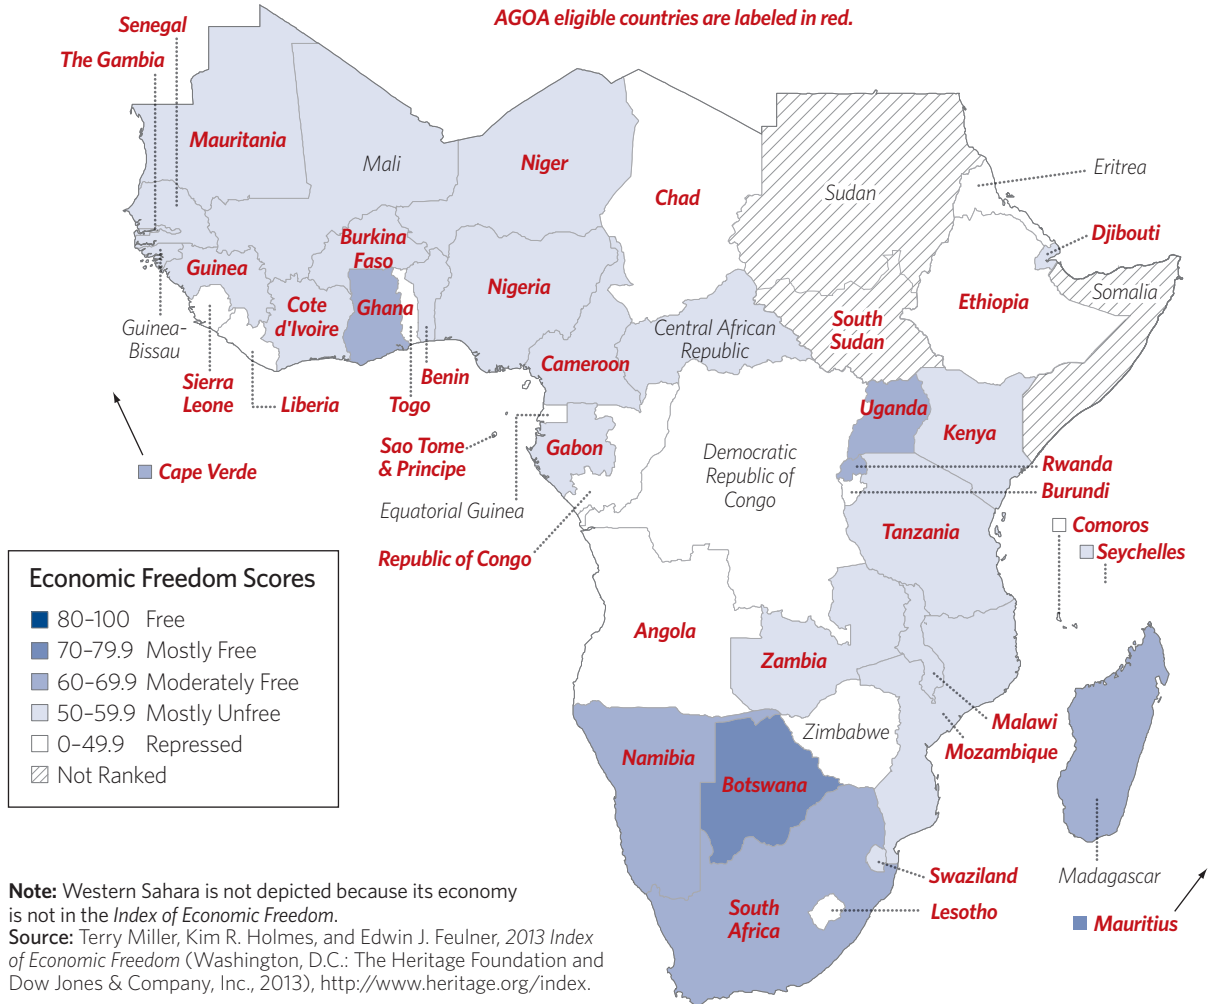 AGOA eligible countries are labeled in red.
Senegal
The Gambia
Mauritania
Mali
Niger
Chad
Sudan
Eritrea
Djibouti
Burkina
Faso
Guinea
Nigeria
Cote
d'Ivoire
Ghana
Ethiopia
Somalia
South
Sudan
Central African
Republic
Guinea-
Bissau
Cameroon
Benin
Sierra
Leone
Liberia
Togo
Uganda
Kenya
Sao Tome
& Principe
Gabon
Democratic
Republic of
Congo
Cape Verde
Rwanda
Burundi
Equatorial Guinea
Tanzania
Comoros
Seychelles
Republic of Congo
Economic Freedom Scores
80–100 Free
70–79.9 Mostly Free
60–69.9 Moderately Free
50–59.9 Mostly Unfree
0–49.9 Repressed
Not Ranked
Angola
Zambia
Malawi
Mozambique
Zimbabwe
Namibia
Botswana
Swaziland
Madagascar
Lesotho
South
Africa
Mauritius
Note: Western Sahara is not depicted because its economy
is not in the Index of Economic Freedom.
Source: Terry Miller, Kim R. Holmes, and Edwin J. Feulner, 2013 Index
of Economic Freedom (Washington, D.C.: The Heritage Foundation and
Dow Jones & Company, Inc., 2013), http://www.heritage.org/index.